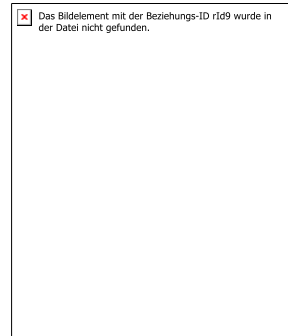 Das Bildelement mit der Beziehungs-ID rId9 wurde in
der Datei nicht gefunden.